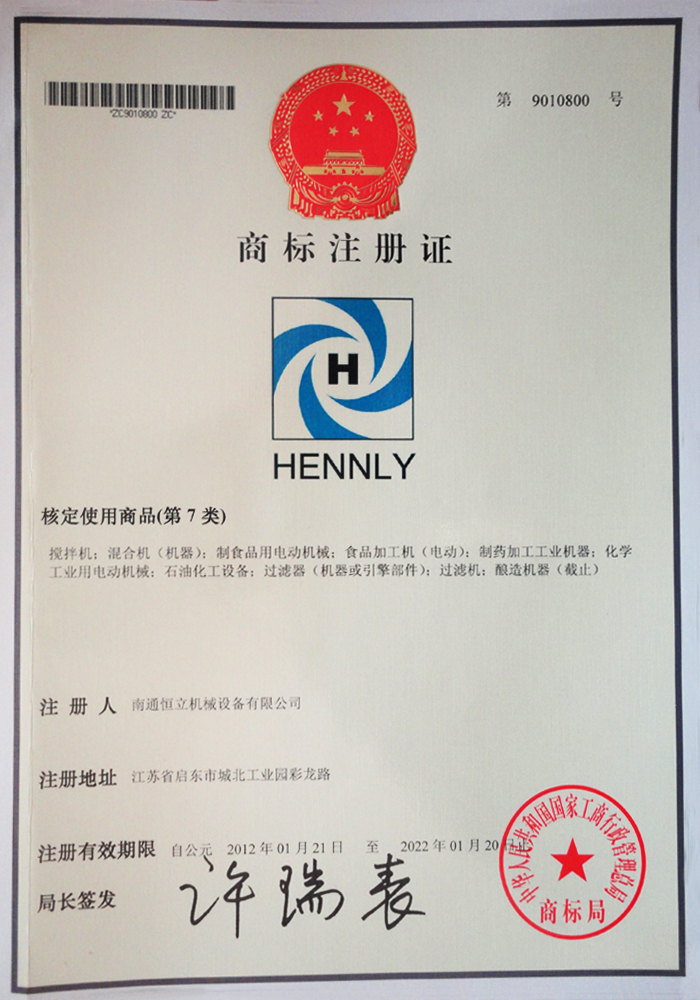 *ZC9010800 ZC*
第 9010800 号
商标注册证
H
HENNLY
核定使用商品(第 7 类)
搅拌机；混合机（机器）；制食品用电动机械；食品加工机（电动）；制药加工工业机器；化学
工业用电动机械；石油化工设备；过滤器（机器或引擎部件）；过滤机；酿造机器（截止）
注册人 南通恒立机械设备有限公司
注册地址 江苏省启东市城北工业园彩龙路
注册有效期限 自公元 2012 年 01 月 21 日 至 2022 年 01 月 20 日止
局长签发 许瑞表
中华人民共和国国家工商行政管理总局
商标局